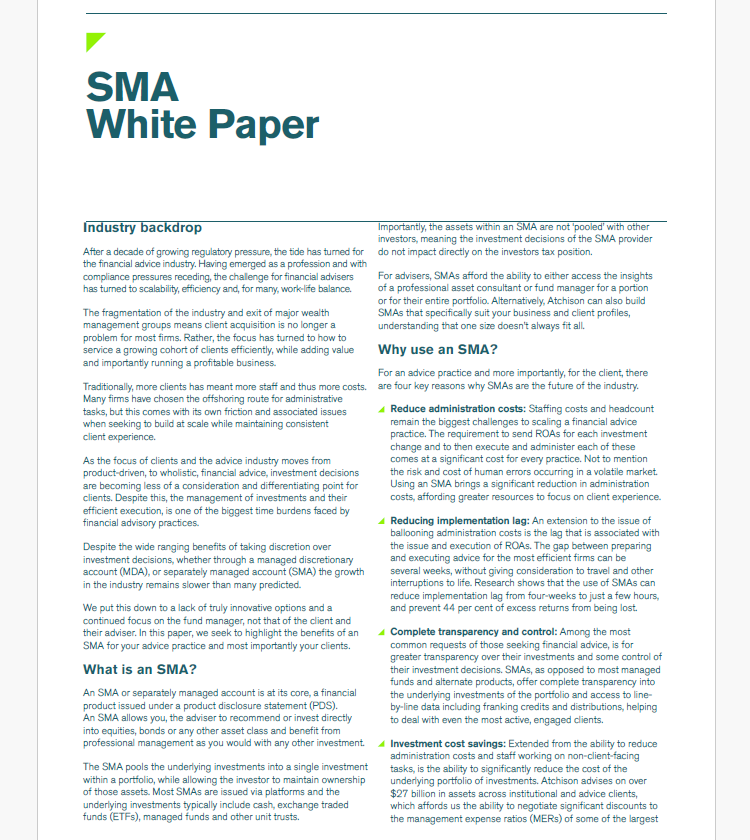 SMA
White Paper
Industry backdrop
After a decade of growing regulatory pressure, the tide has turned for
the financial advice industry. Having emerged as a profession and with
compliance pressures receding, the challenge for financial advisers
has turned to scalability, efficiency and, for many, work-life balance.
The fragmentation of the industry and exit of major wealth
management groups means client acquisition is no longer a
problem for most firms. Rather, the focus has turned to how to
service a growing cohort of clients efficiently, while adding value
and importantly running a profitable business.
Traditionally, more clients has meant more staff and thus more costs.
Many firms have chosen the offshoring route for administrative
tasks, but this comes with its own friction and associated issues
when seeking to build at scale while maintaining consistent
client experience.
As the focus of clients and the advice industry moves from
product-driven, to wholistic, financial advice, investment decisions
are becoming less of a consideration and differentiating point for
clients. Despite this, the management of investments and their
efficient execution, is one of the biggest time burdens faced by
financial advisory practices.
Despite the wide ranging benefits of taking discretion over
investment decisions, whether through a managed discretionary
account (MDA), or separately managed account (SMA) the growth
in the industry remains slower than many predicted.
We put this down to a lack of truly innovative options and a
continued focus on the fund manager, not that of the client and
their adviser. In this paper, we seek to highlight the benefits of an
SMA for your advice practice and most importantly your clients.
What is an SMA?
An SMA or separately managed account is at its core, a financial
product issued under a product disclosure statement (PDS).
An SMA allows you, the adviser to recommend or invest directly
into equities, bonds or any other asset class and benefit from
professional management as you would with any other investment.
The SMA pools the underlying investments into a single investment
within a portfolio, while allowing the investor to maintain ownership
of those assets. Most SMAs are issued via platforms and the
underlying investments typically include cash, exchange traded
funds (ETFs), managed funds and other unit trusts.
Importantly, the assets within an SMA are not 'pooled' with other
investors, meaning the investment decisions of the SMA provider
do not impact directly on the investors tax position.
For advisers, SMAs afford the ability to either access the insights
of a professional asset consultant or fund manager for a portion
or for their entire portfolio. Alternatively, Atchison can also build
SMAs that specifically suit your business and client profiles,
understanding that one size doesn't always fit all.
Why use an SMA?
For an advice practice and more importantly, for the client, there
are four key reasons why SMAs are the future of the industry.
Reduce administration costs: Staffing costs and headcount
remain the biggest challenges to scaling a financial advice
practice. The requirement to send ROAs for each investment
change and to then execute and administer each of these
comes at a significant cost for every practice. Not to mention
the risk and cost of human errors occurring in a volatile market.
Using an SMA brings a significant reduction in administration
costs, affording greater resources to focus on client experience.
Reducing implementation lag: An extension to the issue of
ballooning administration costs is the lag that is associated with
the issue and execution of ROAs. The gap between preparing
and executing advice for the most efficient firms can be
several weeks, without giving consideration to travel and other
interruptions to life. Research shows that the use of SMAs can
reduce implementation lag from four-weeks to just a few hours,
and prevent 44 per cent of excess returns from being lost.
Complete transparency and control: Among the most
common requests of those seeking financial advice, is for
greater transparency over their investments and some control of
their investment decisions. SMAs, as opposed to most managed
funds and alternate products, offer complete transparency into
the underlying investments of the portfolio and access to line-
by-line data including franking credits and distributions, helping
to deal with even the most active, engaged clients.
Investment cost savings: Extended from the ability to reduce
administration costs and staff working on non-client-facing
tasks, is the ability to significantly reduce the cost of the
underlying portfolio of investments. Atchison advises on over
$27 billion in assets across institutional and advice clients,
which affords us the ability to negotiate significant discounts to
the management expense ratios (MERs) of some of the largest